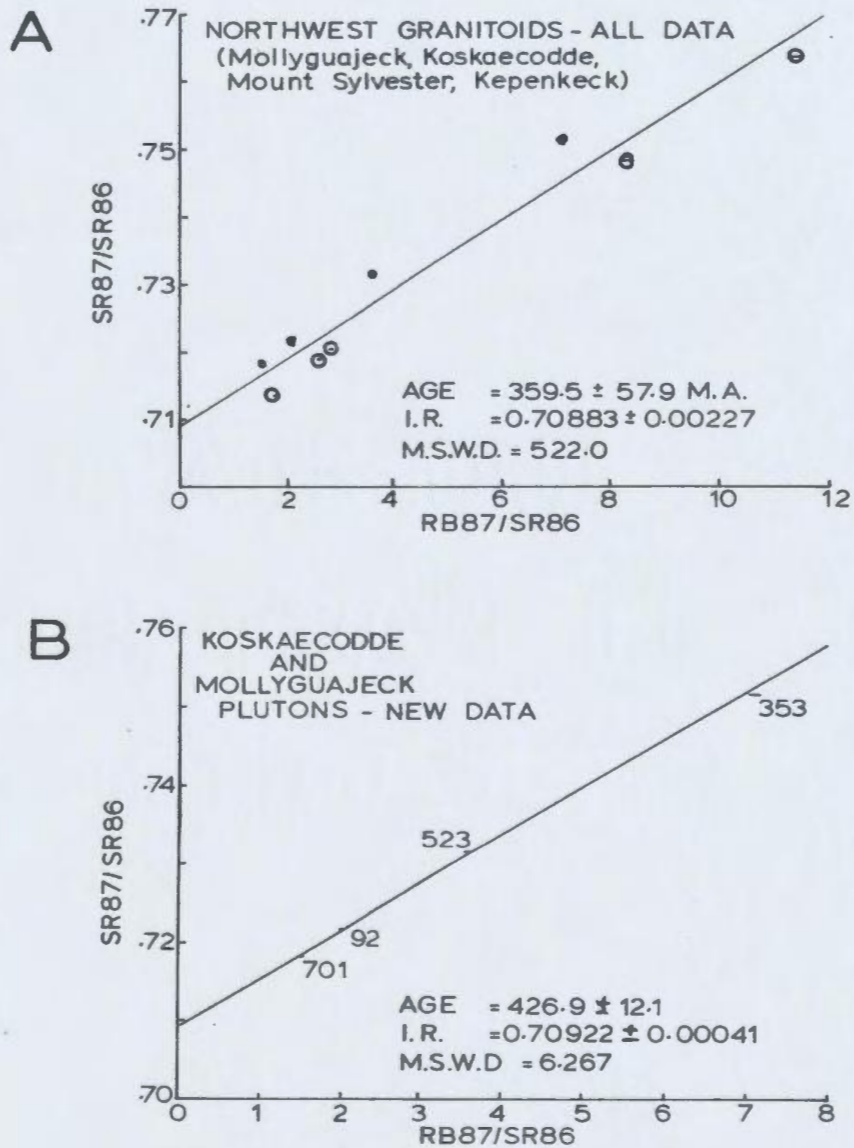 A
NORTHWEST GRANITOIDS - ALL DATA
(Mollyguajeck, Koskaecodde,
Mount Sylvester, Kepenkeck)
.77
.75
.73
.71
SR87/SR86
AGE = 359.5 ± 57.9 M.A.
I.R. =0.70883 ± 0.00227
M.S.W.D. = 522.0
0 2 4 6 8 10 12
RB87/SR86
B
KOSKAECODDE
AND
MOLLYGUAJECK
PLUTONS - NEW DATA
.76
.74
.72
.70
SR87/SR86
353
523
92
701
AGE = 426.9 ± 12.1
I.R. =0.70922 ± 0.00041
M.S.W.D = 6.267
0 1 2 3 4 5 6 7 8
RB87/SR86